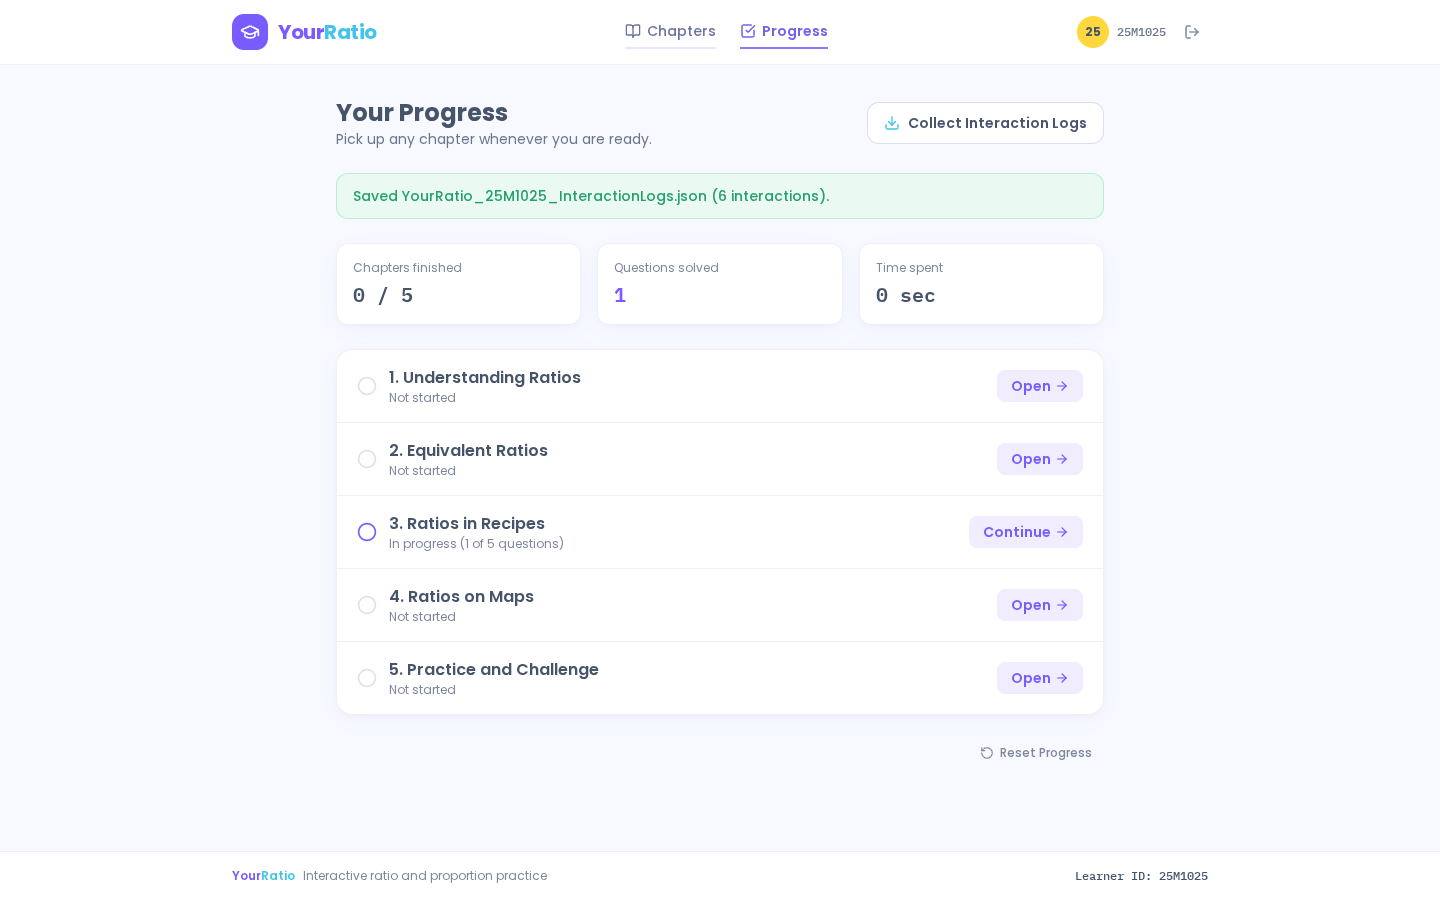 YourRatio
Chapters
Progress
25
25M1025
Your Progress
Pick up any chapter whenever you are ready.
Collect Interaction Logs
Saved YourRatio_25M1025_InteractionLogs.json (6 interactions).
Chapters finished
0 / 5
Questions solved
1
Time spent
0 sec
1. Understanding Ratios
Not started
Open
2. Equivalent Ratios
Not started
Open
3. Ratios in Recipes
In progress (1 of 5 questions)
Continue
4. Ratios on Maps
Not started
Open
5. Practice and Challenge
Not started
Open
Reset Progress
YourRatio Interactive ratio and proportion practice
Learner ID: 25M1025